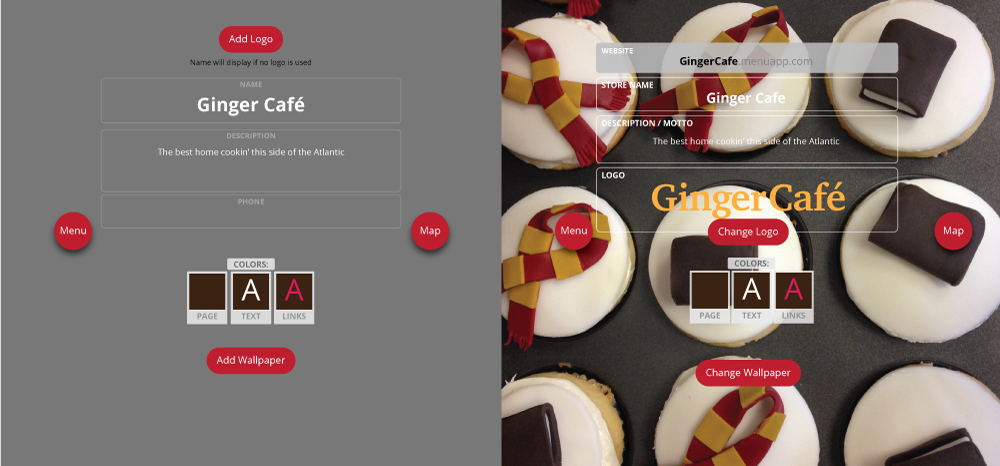 Add Logo
Name will display if no logo is used
NAME
Ginger Café
DESCRIPTION
The best home cookin' this side of the Atlantic
PHONE
Menu
Map
COLORS:
A
A
PAGE
TEXT
LINKS
Add Wallpaper
WEBSITE
GingerCafe.menuapp.com
STORE NAME
Ginger Cafe
DESCRIPTION / MOTTO
The best home cookin' this side of the Atlantic
LOGO
GingerCafé
Change Logo
Menu
Map
COLORS:
A
A
PAGE
TEXT
LINKS
Change Wallpaper